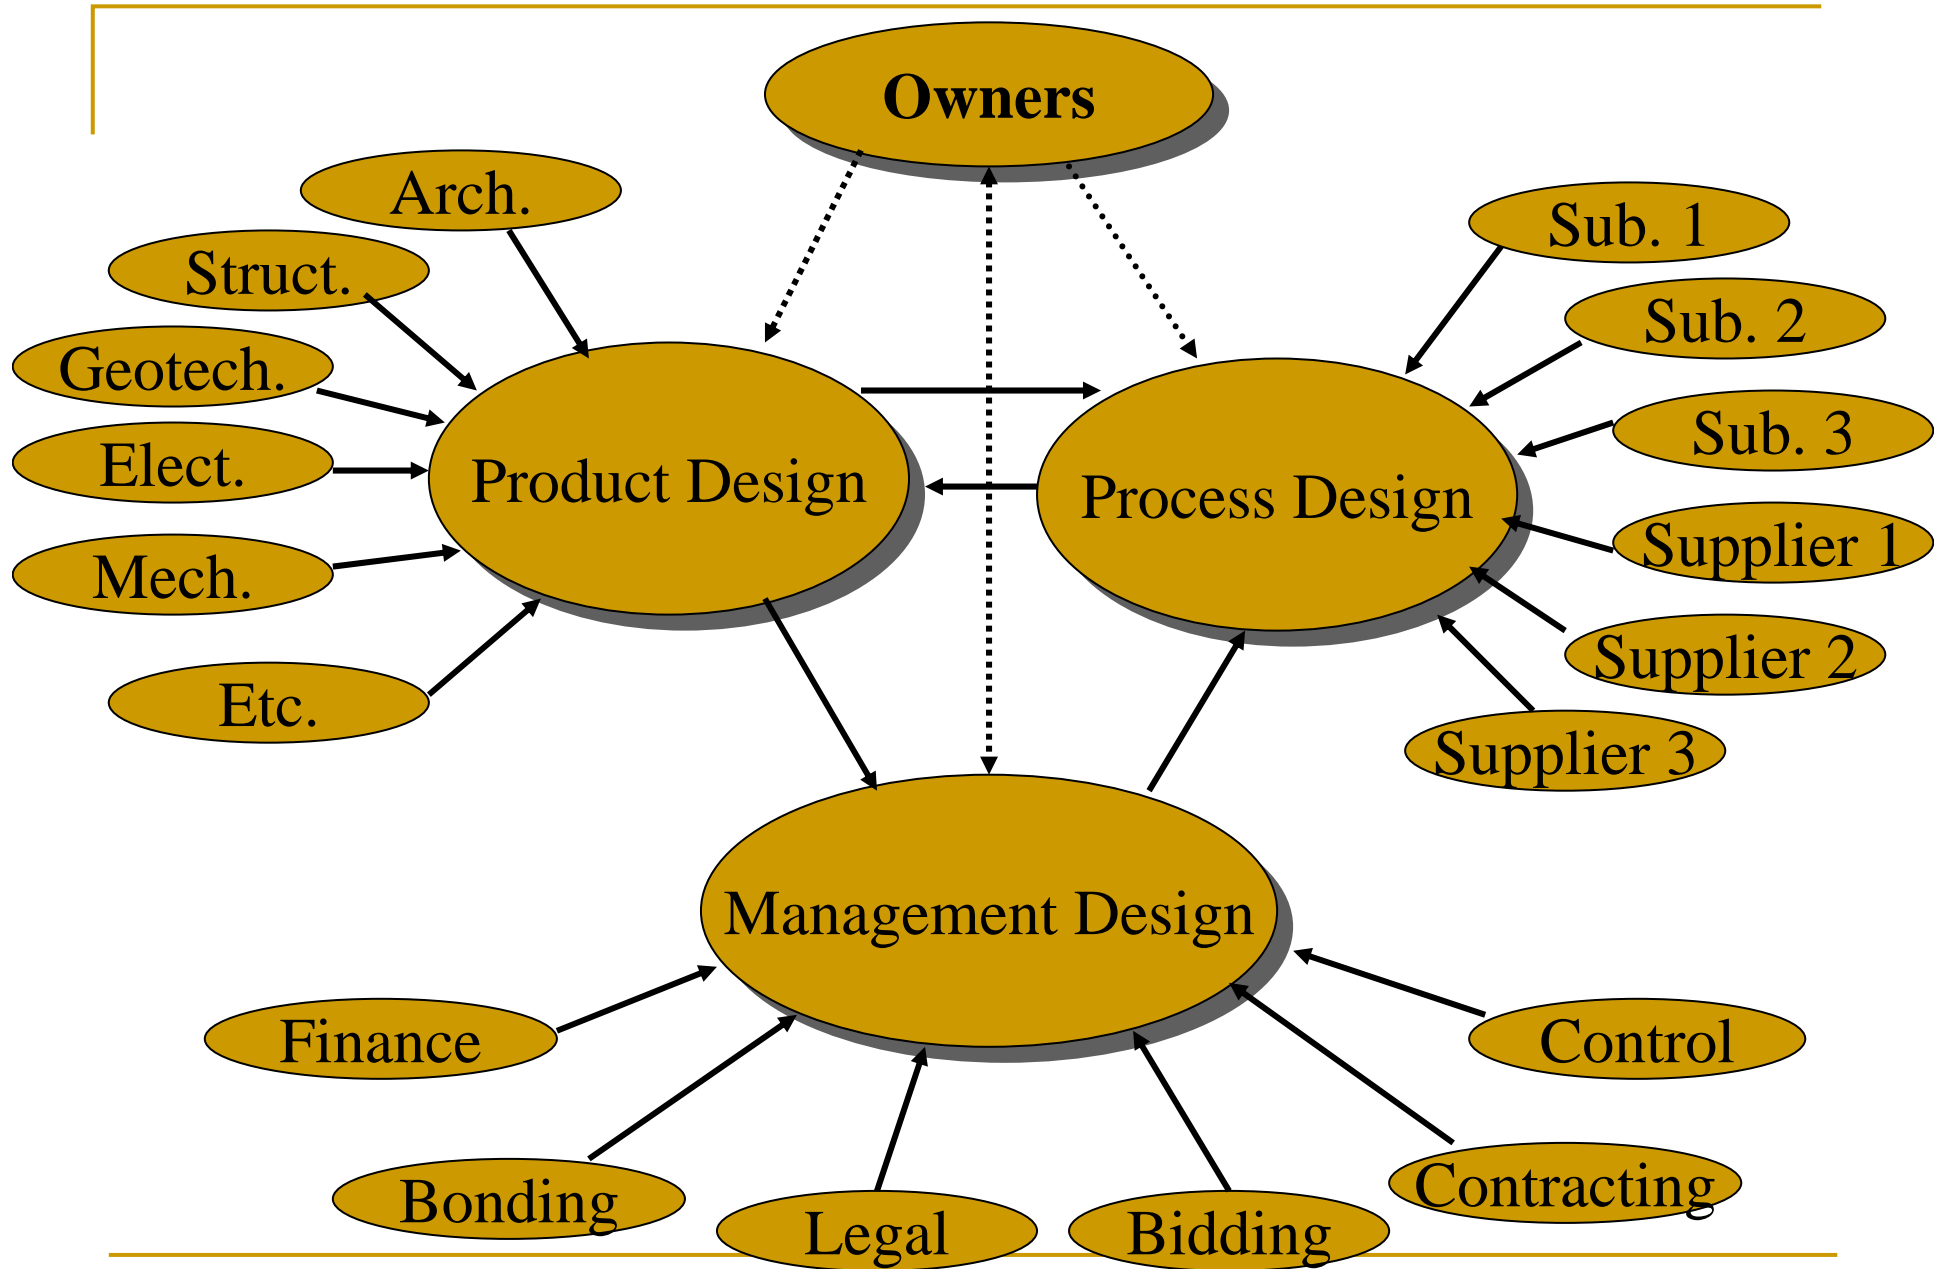 Owners
Arch.
Struct.
Geotech.
Elect.
Mech.
Etc.
Product Design
Process Design
Sub. 1
Sub. 2
Sub. 3
Supplier 1
Supplier 2
Supplier 3
Management Design
Finance
Bonding
Legal
Bidding
Contracting
Control